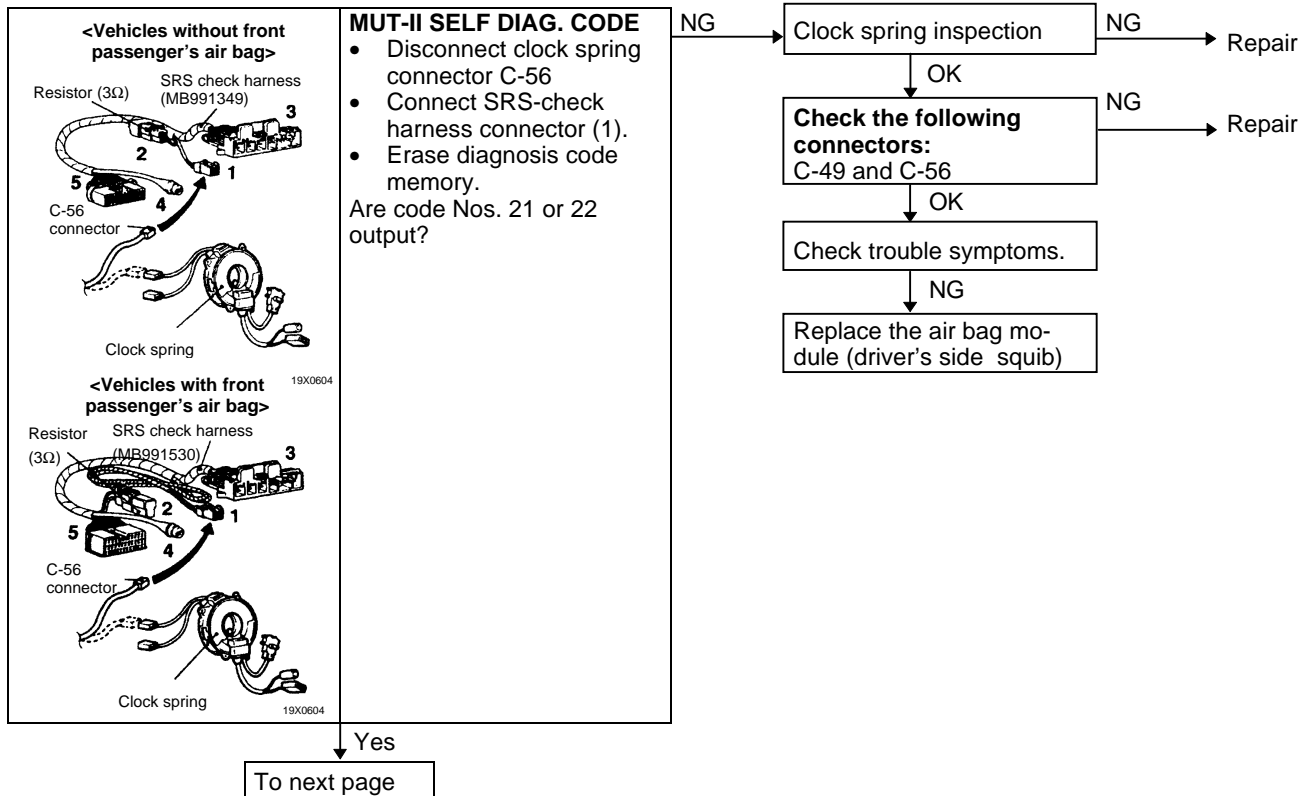 <Vehicles without front
passenger's air bag>
SRS check harness
(MB991349)
Resistor (3Ω)
3
2
1
5
4
C-56
connector
Clock spring
19X0604
<Vehicles with front
passenger's air bag>
Resistor
(3Ω)
SRS check harness
(MB991530)
3
2
1
5
4
C-56
connector
Clock spring
19X0604
MUT-II SELF DIAG. CODE
• Disconnect clock spring
connector C-56
• Connect SRS-check
harness connector (1).
• Erase diagnosis code
memory.
Are code Nos. 21 or 22
output?
Yes
To next page
NG
Clock spring inspection
NG
Repair
OK
Check the following
connectors:
C-49 and C-56
NG
Repair
OK
Check trouble symptoms.
NG
Replace the air bag mo-
dule (driver's side squib)